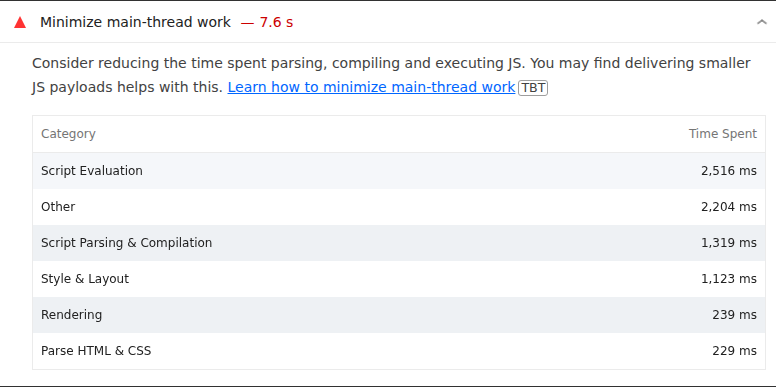 Minimize main-thread work — 7.6 s
Consider reducing the time spent parsing, compiling and executing JS. You may find delivering smaller
JS payloads helps with this. Learn how to minimize main-thread work TBT
Category Time Spent
Script Evaluation 2,516 ms
Other 2,204 ms
Script Parsing & Compilation 1,319 ms
Style & Layout 1,123 ms
Rendering 239 ms
Parse HTML & CSS 229 ms